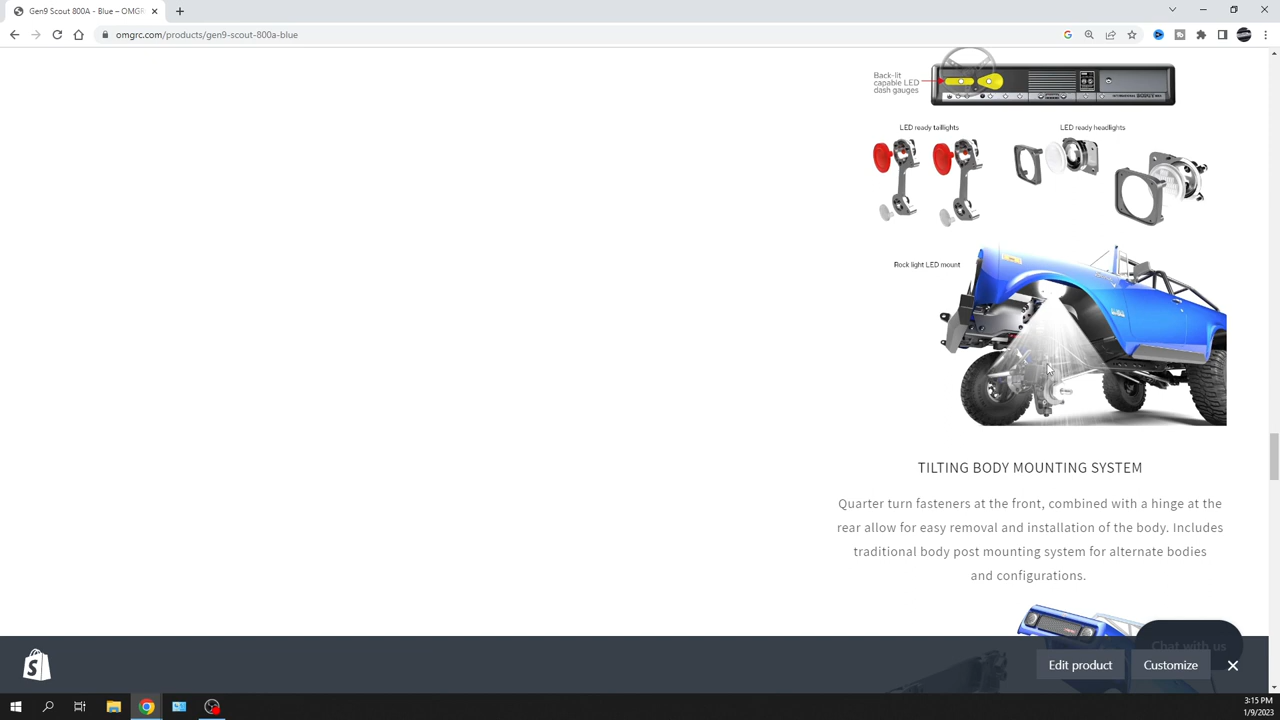 Gen9 Scout 800A - Blue – OMGR
omgrc.com/products/gen9-scout-800a-blue
Back-lit
capable LED
dash gauges
LED ready taillights
LED ready headlights
Rock light LED mount
TILTING BODY MOUNTING SYSTEM
Quarter turn fasteners at the front, combined with a hinge at the
rear allow for easy removal and installation of the body. Includes
traditional body post mounting system for alternate bodies
and configurations.
Chat with us
Edit product
Customize
3:15 PM
1/9/2023